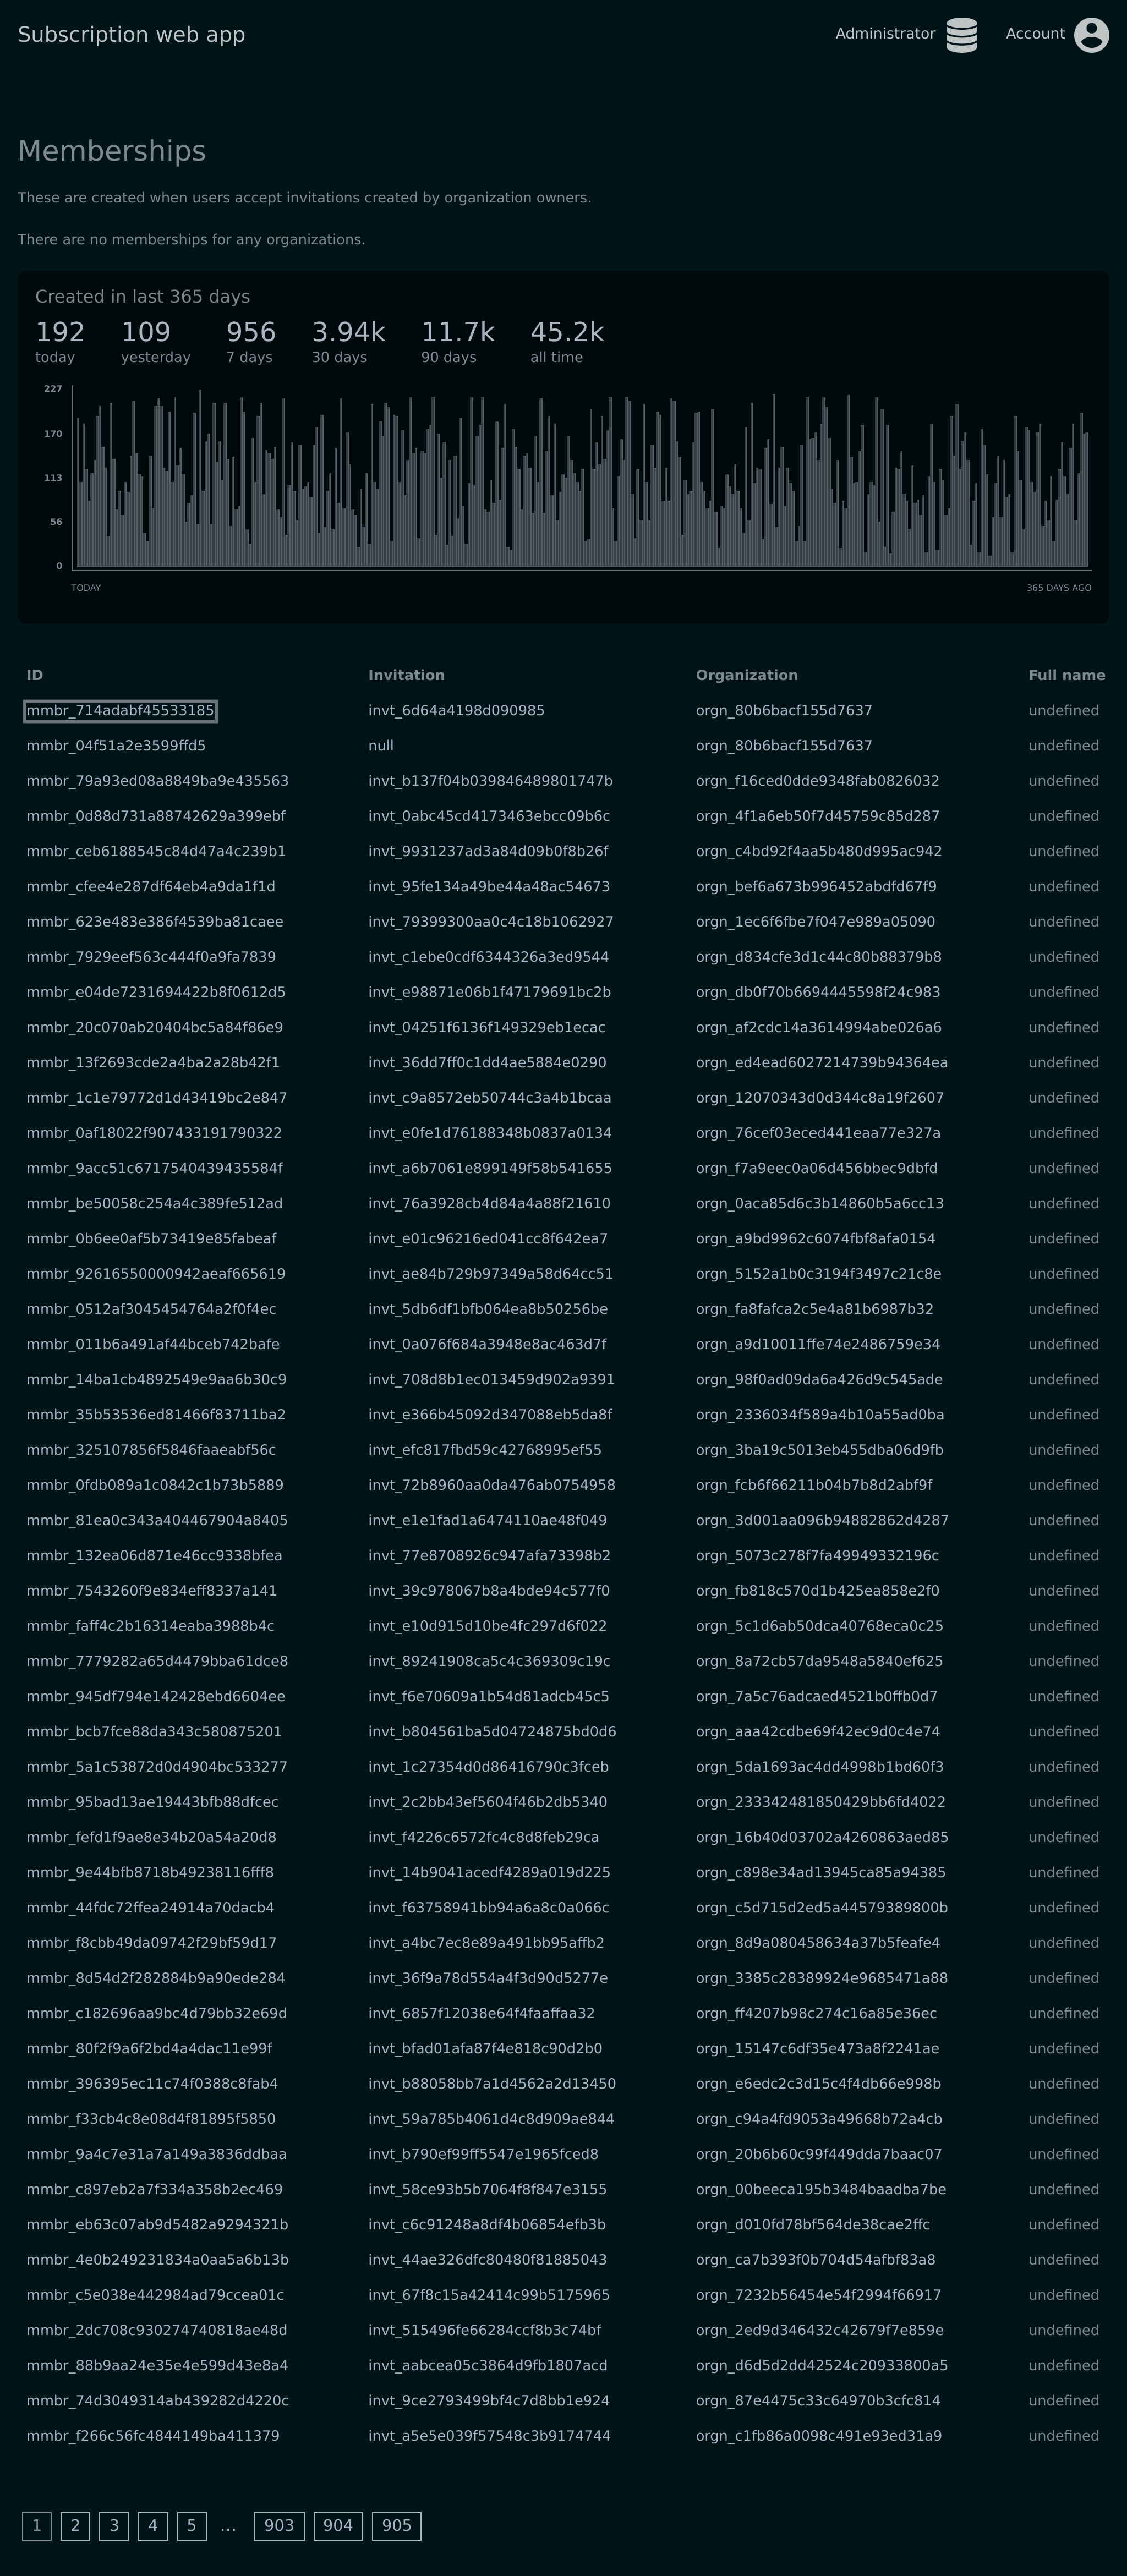 Subscription web app Administrator Account
Memberships
These are created when users accept invitations created by organization owners.
There are no memberships for any organizations.
Created in last 365 days
192 109 956 3.94k 11.7k 45.2k
today yesterday 7 days 30 days 90 days all time
227
170
113
56
0
TODAY 365 DAYS AGO
ID Invitation Organization Full name
mmbr_714adabf45533185 invt_6d64a4198d090985 orgn_80b6bacf155d7637 undefined
mmbr_04f51a2e3599ffd5 null orgn_80b6bacf155d7637 undefined
mmbr_79a93ed08a8849ba9e435563 invt_b137f04b039846489801747b orgn_f16ced0dde9348fab0826032 undefined
mmbr_0d88d731a88742629a399ebf invt_0abc45cd4173463ebcc09b6c orgn_4f1a6eb50f7d45759c85d287 undefined
mmbr_ceb6188545c84d47a4c239b1 invt_9931237ad3a84d09b0f8b26f orgn_c4bd92f4aa5b480d995ac942 undefined
mmbr_cfee4e287df64eb4a9da1f1d invt_95fe134a49be44a48ac54673 orgn_bef6a673b996452abdfd67f9 undefined
mmbr_623e483e386f4539ba81caee invt_79399300aa0c4c18b1062927 orgn_1ec6f6fbe7f047e989a05090 undefined
mmbr_7929eef563c444f0a9fa7839 invt_c1ebe0cdf6344326a3ed9544 orgn_d834cfe3d1c44c80b88379b8 undefined
mmbr_e04de7231694422b8f0612d5 invt_e98871e06b1f47179691bc2b orgn_db0f70b6694445598f24c983 undefined
mmbr_20c070ab20404bc5a84f86e9 invt_04251f6136f149329eb1ecac orgn_af2cdc14a3614994abe026a6 undefined
mmbr_13f2693cde2a4ba2a28b42f1 invt_36dd7ff0c1dd4ae5884e0290 orgn_ed4ead6027214739b94364ea undefined
mmbr_1c1e79772d1d43419bc2e847 invt_c9a8572eb50744c3a4b1bcaa orgn_12070343d0d344c8a19f2607 undefined
mmbr_0af18022f907433191790322 invt_e0fe1d76188348b0837a0134 orgn_76cef03eced441eaa77e327a undefined
mmbr_9acc51c6717540439435584f invt_a6b7061e899149f58b541655 orgn_f7a9eec0a06d456bbec9dbfd undefined
mmbr_be50058c254a4c389fe512ad invt_76a3928cb4d84a4a88f21610 orgn_0aca85d6c3b14860b5a6cc13 undefined
mmbr_0b6ee0af5b73419e85fabeaf invt_e01c96216ed041cc8f642ea7 orgn_a9bd9962c6074fbf8afa0154 undefined
mmbr_92616550000942aeaf665619 invt_ae84b729b97349a58d64cc51 orgn_5152a1b0c3194f3497c21c8e undefined
mmbr_0512af3045454764a2f0f4ec invt_5db6df1bfb064ea8b50256be orgn_fa8fafca2c5e4a81b6987b32 undefined
mmbr_011b6a491af44bceb742bafe invt_0a076f684a3948e8ac463d7f orgn_a9d10011ffe74e2486759e34 undefined
mmbr_14ba1cb4892549e9aa6b30c9 invt_708d8b1ec013459d902a9391 orgn_98f0ad09da6a426d9c545ade undefined
mmbr_35b53536ed81466f83711ba2 invt_e366b45092d347088eb5da8f orgn_2336034f589a4b10a55ad0ba undefined
mmbr_325107856f5846faaeabf56c invt_efc817fbd59c42768995ef55 orgn_3ba19c5013eb455dba06d9fb undefined
mmbr_0fdb089a1c0842c1b73b5889 invt_72b8960aa0da476ab0754958 orgn_fcb6f66211b04b7b8d2abf9f undefined
mmbr_81ea0c343a404467904a8405 invt_e1e1fad1a6474110ae48f049 orgn_3d001aa096b94882862d4287 undefined
mmbr_132ea06d871e46cc9338bfea invt_77e8708926c947afa73398b2 orgn_5073c278f7fa49949332196c undefined
mmbr_7543260f9e834eff8337a141 invt_39c978067b8a4bde94c577f0 orgn_fb818c570d1b425ea858e2f0 undefined
mmbr_faff4c2b16314eaba3988b4c invt_e10d915d10be4fc297d6f022 orgn_5c1d6ab50dca40768eca0c25 undefined
mmbr_7779282a65d4479bba61dce8 invt_89241908ca5c4c369309c19c orgn_8a72cb57da9548a5840ef625 undefined
mmbr_945df794e142428ebd6604ee invt_f6e70609a1b54d81adcb45c5 orgn_7a5c76adcaed4521b0ffb0d7 undefined
mmbr_bcb7fce88da343c580875201 invt_b804561ba5d04724875bd0d6 orgn_aaa42cdbe69f42ec9d0c4e74 undefined
mmbr_5a1c53872d0d4904bc533277 invt_1c27354d0d86416790c3fceb orgn_5da1693ac4dd4998b1bd60f3 undefined
mmbr_95bad13ae19443bfb88dfcec invt_2c2bb43ef5604f46b2db5340 orgn_233342481850429bb6fd4022 undefined
mmbr_fefd1f9ae8e34b20a54a20d8 invt_f4226c6572fc4c8d8feb29ca orgn_16b40d03702a4260863aed85 undefined
mmbr_9e44bfb8718b49238116fff8 invt_14b9041acedf4289a019d225 orgn_c898e34ad13945ca85a94385 undefined
mmbr_44fdc72ffea24914a70dacb4 invt_f63758941bb94a6a8c0a066c orgn_c5d715d2ed5a44579389800b undefined
mmbr_f8cbb49da09742f29bf59d17 invt_a4bc7ec8e89a491bb95affb2 orgn_8d9a080458634a37b5feafe4 undefined
mmbr_8d54d2f282884b9a90ede284 invt_36f9a78d554a4f3d90d5277e orgn_3385c28389924e9685471a88 undefined
mmbr_c182696aa9bc4d79bb32e69d invt_6857f12038e64f4faaffaa32 orgn_ff4207b98c274c16a85e36ec undefined
mmbr_80f2f9a6f2bd4a4dac11e99f invt_bfad01afa87f4e818c90d2b0 orgn_15147c6df35e473a8f2241ae undefined
mmbr_396395ec11c74f0388c8fab4 invt_b88058bb7a1d4562a2d13450 orgn_e6edc2c3d15c4f4db66e998b undefined
mmbr_f33cb4c8e08d4f81895f5850 invt_59a785b4061d4c8d909ae844 orgn_c94a4fd9053a49668b72a4cb undefined
mmbr_9a4c7e31a7a149a3836ddbaa invt_b790ef99ff5547e1965fced8 orgn_20b6b60c99f449dda7baac07 undefined
mmbr_c897eb2a7f334a358b2ec469 invt_58ce93b5b7064f8f847e3155 orgn_00beeca195b3484baadba7be undefined
mmbr_eb63c07ab9d5482a9294321b invt_c6c91248a8df4b06854efb3b orgn_d010fd78bf564de38cae2ffc undefined
mmbr_4e0b249231834a0aa5a6b13b invt_44ae326dfc80480f81885043 orgn_ca7b393f0b704d54afbf83a8 undefined
mmbr_c5e038e442984ad79ccea01c invt_67f8c15a42414c99b5175965 orgn_7232b56454e54f2994f66917 undefined
mmbr_2dc708c930274740818ae48d invt_515496fe66284ccf8b3c74bf orgn_2ed9d346432c42679f7e859e undefined
mmbr_88b9aa24e35e4e599d43e8a4 invt_aabcea05c3864d9fb1807acd orgn_d6d5d2dd42524c20933800a5 undefined
mmbr_74d3049314ab439282d4220c invt_9ce2793499bf4c7d8bb1e924 orgn_87e4475c33c64970b3cfc814 undefined
mmbr_f266c56fc4844149ba411379 invt_a5e5e039f57548c3b9174744 orgn_c1fb86a0098c491e93ed31a9 undefined
1 2 3 4 5 ... 903 904 905